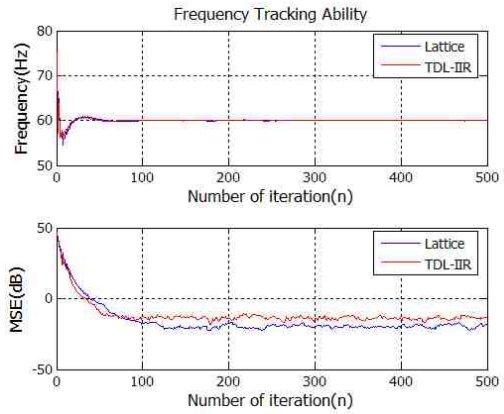 Frequency Tracking Ability
Frequency(Hz)
80
70
60
50
Lattice
TDL-IIR
0 100 200 300 400 500
Number of iteration(n)
MSE(dB)
50
0
-50
Lattice
TDL-IIR
0 100 200 300 400 500
Number of iteration(n)